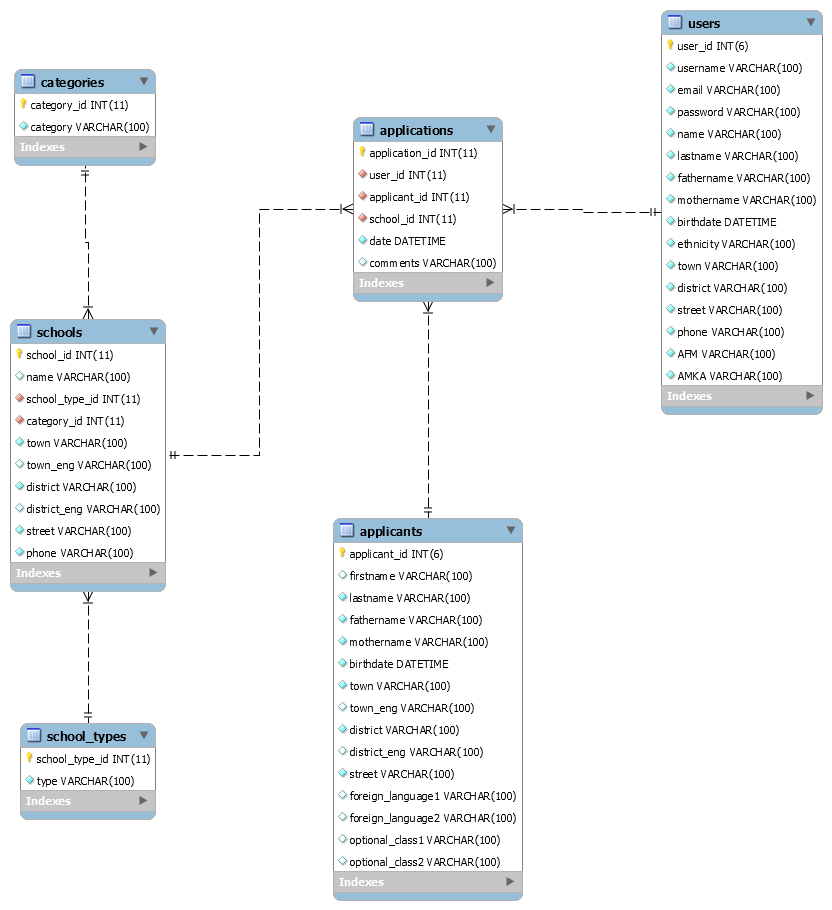 categories
category_id INT(11)
category VARCHAR(100)
Indexes
schools
school_id INT(11)
name VARCHAR(100)
school_type_id INT(11)
category_id INT(11)
town VARCHAR(100)
town_eng VARCHAR(100)
district VARCHAR(100)
district_eng VARCHAR(100)
street VARCHAR(100)
phone VARCHAR(100)
Indexes
school_types
school_type_id INT(11)
type VARCHAR(100)
Indexes
applications
application_id INT(11)
user_id INT(11)
applicant_id INT(11)
school_id INT(11)
date DATETIME
comments VARCHAR(100)
Indexes
applicants
applicant_id INT(6)
firstname VARCHAR(100)
lastname VARCHAR(100)
fathername VARCHAR(100)
mothername VARCHAR(100)
birthdate DATETIME
town VARCHAR(100)
town_eng VARCHAR(100)
district VARCHAR(100)
district_eng VARCHAR(100)
street VARCHAR(100)
foreign_language1 VARCHAR(100)
foreign_language2 VARCHAR(100)
optional_class1 VARCHAR(100)
optional_class2 VARCHAR(100)
Indexes
users
user_id INT(6)
username VARCHAR(100)
email VARCHAR(100)
password VARCHAR(100)
name VARCHAR(100)
lastname VARCHAR(100)
fathername VARCHAR(100)
mothername VARCHAR(100)
birthdate DATETIME
ethnicity VARCHAR(100)
town VARCHAR(100)
district VARCHAR(100)
street VARCHAR(100)
phone VARCHAR(100)
AFM VARCHAR(100)
AMKA VARCHAR(100)
Indexes